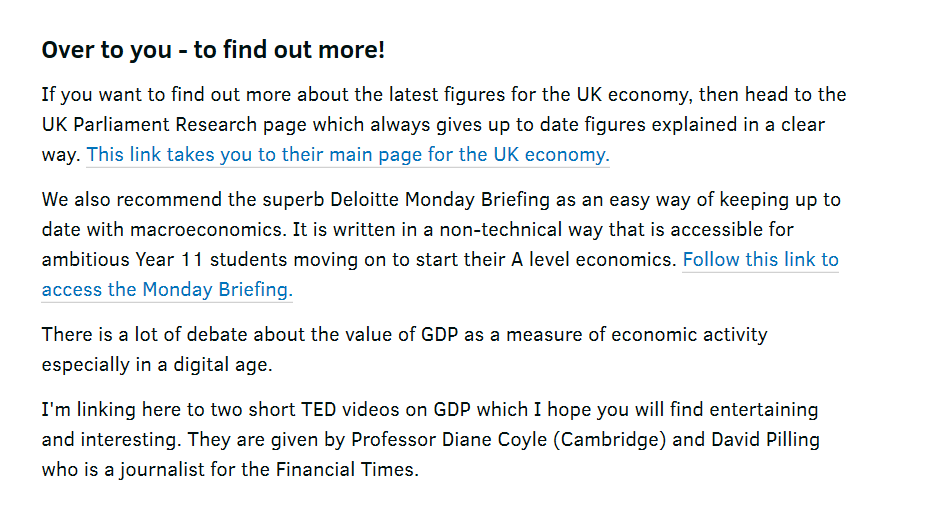 Over to you - to find out more!
If you want to find out more about the latest figures for the UK economy, then head to the
UK Parliament Research page which always gives up to date figures explained in a clear
way. This link takes you to their main page for the UK economy.
We also recommend the superb Deloitte Monday Briefing as an easy way of keeping up to
date with macroeconomics. It is written in a non-technical way that is accessible for
ambitious Year 11 students moving on to start their A level economics. Follow this link to
access the Monday Briefing.
There is a lot of debate about the value of GDP as a measure of economic activity
especially in a digital age.
I'm linking here to two short TED videos on GDP which I hope you will find entertaining
and interesting. They are given by Professor Diane Coyle (Cambridge) and David Pilling
who is a journalist for the Financial Times.